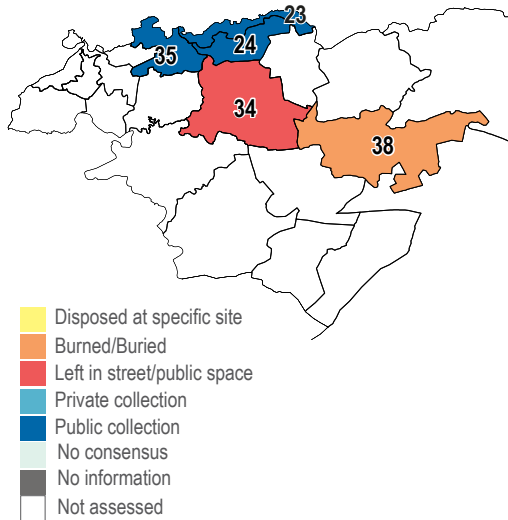 23
35
24
34
38
Disposed at specific site
Burned/Buried
Left in street/public space
Private collection
Public collection
No consensus
No information
Not assessed